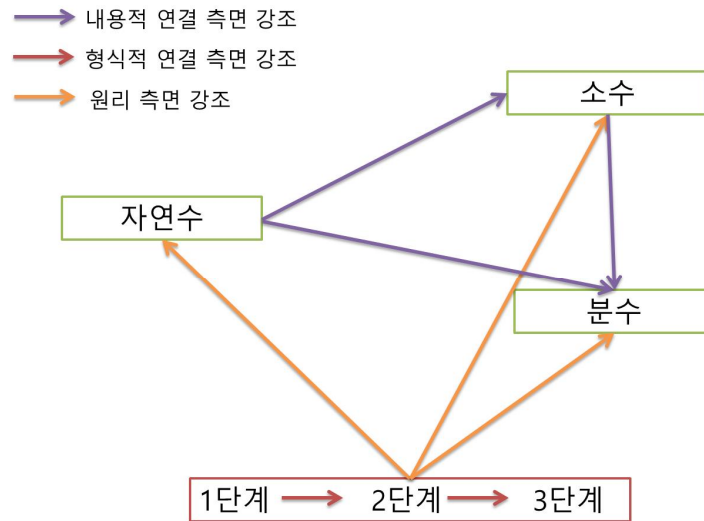 내용적 연결 측면 강조
형식적 연결 측면 강조
원리 측면 강조
소수
자연수
분수
1단계 2단계 3단계